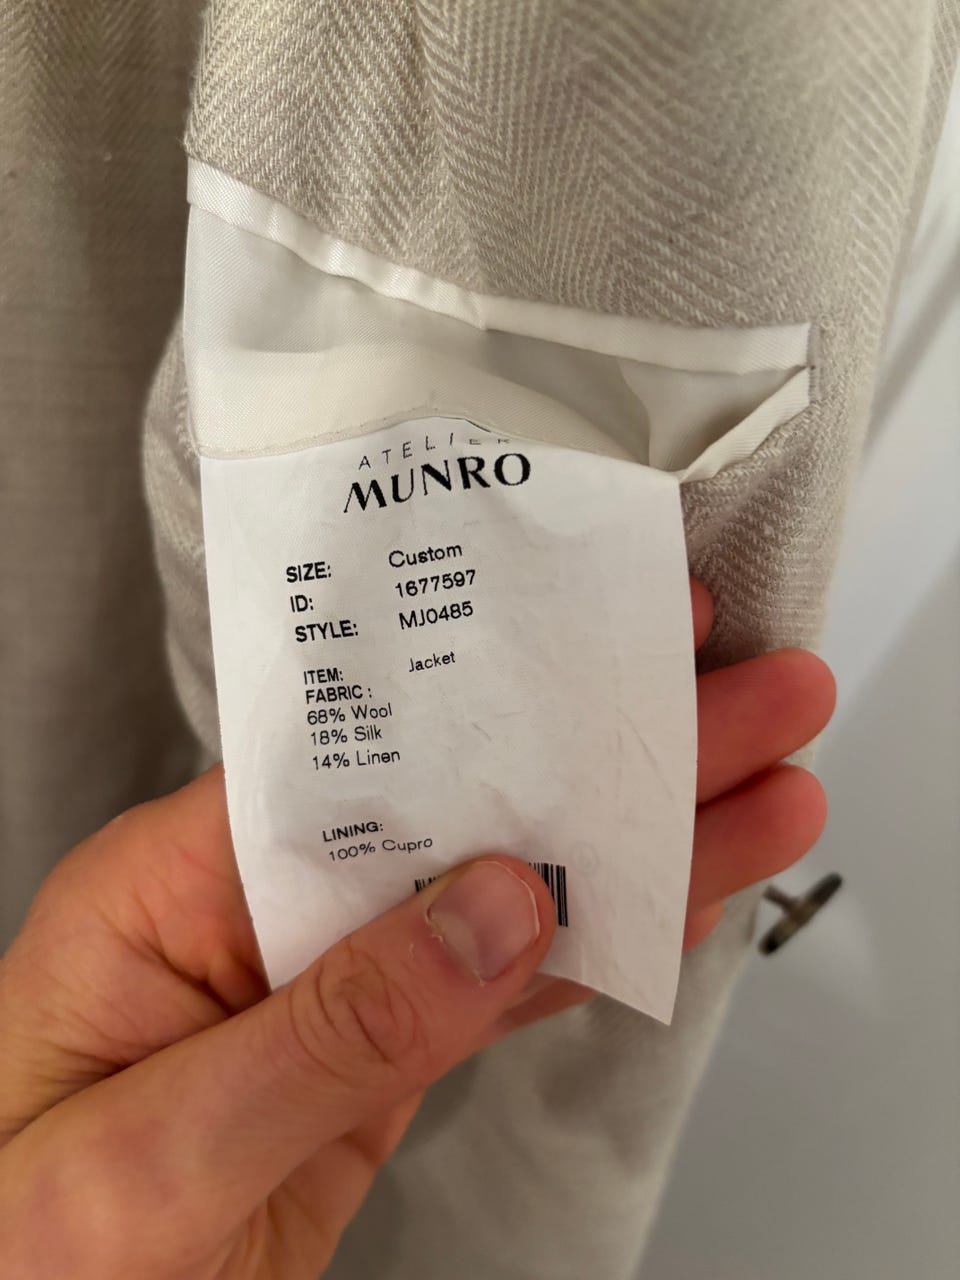 ATELIER
MUNRO
SIZE: Custom
ID: 1677597
STYLE: MJ0485
ITEM: Jacket
FABRIC :
68% Wool
18% Silk
14% Linen
LINING:
100% Cupro